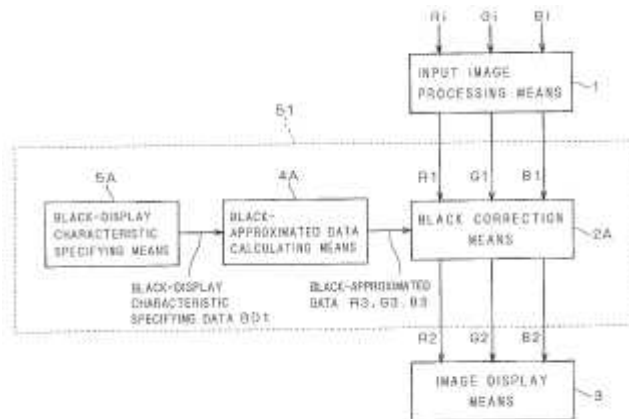 Ri Gi Bi
INPUT IMAGE
PROCESSING MEANS
1
51
R1 G1 B1
5A
BLACK-DISPLAY
CHARACTERISTIC
SPECIFYING MEANS
4A
BLACK-
APPROXIMATED DATA
CALCULATING MEANS
BLACK CORRECTION
MEANS
2A
BLACK-DISPLAY
CHARACTERISTIC
SPECIFYING DATA BD1
BLACK-APPROXIMATED
DATA R3, G3, B3
R2 G2 B2
IMAGE DISPLAY
MEANS
3